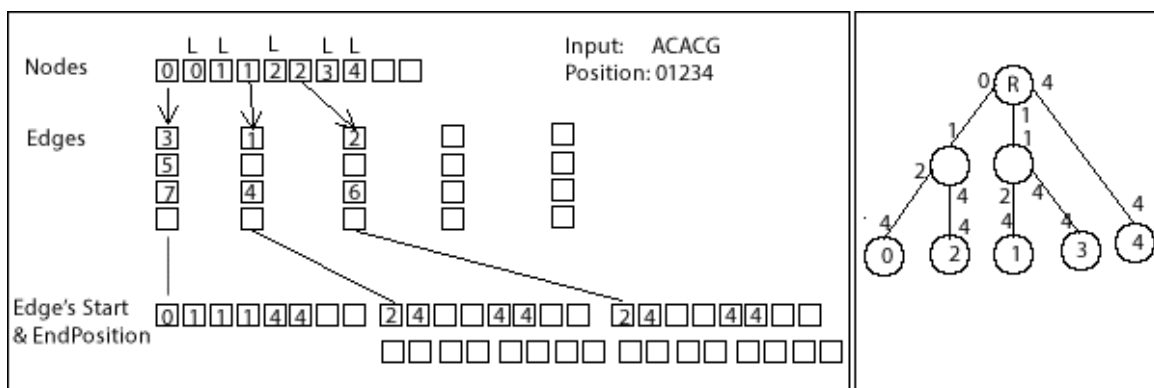 L L L L L
Input: ACACG
Nodes 0 0 1 1 2 2 3 4
Position: 01234
Edges 3 1 2
5
7 4 6
Edge's Start
& EndPosition
0 1 1 1 4 4 2 4 4 4 2 4 4 4
0 R 4
1 1
1
2 4 2 4
4 4 4 4 4
0 2 1 3 4